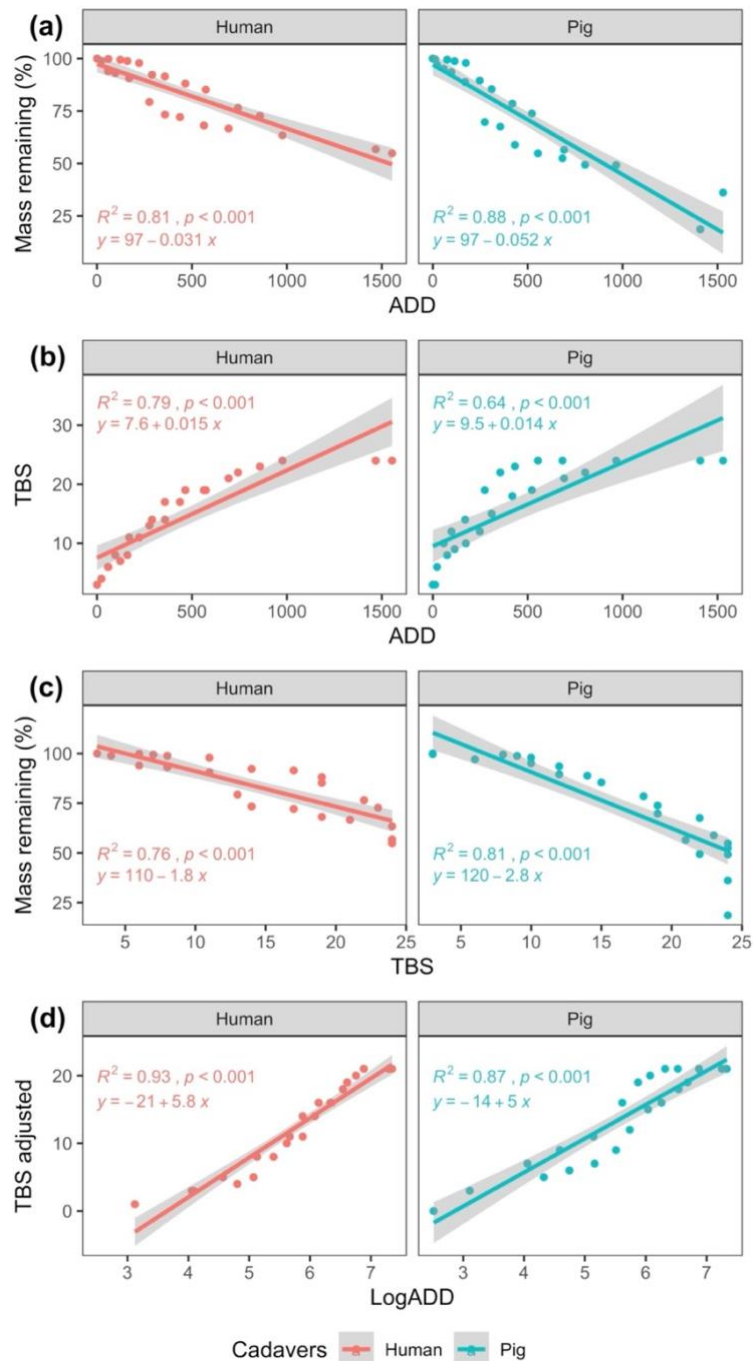 (a)
Human Pig
Mass remaining (%)
100
75
50
25
R² = 0.81 , p < 0.001
y = 97 − 0.031 x
R² = 0.88 , p < 0.001
y = 97 − 0.052 x
0 500 1000 1500 0 500 1000 1500
ADD ADD
(b)
Human Pig
TBS
30
20
10
R² = 0.79 , p < 0.001
y = 7.6 + 0.015 x
R² = 0.64 , p < 0.001
y = 9.5 + 0.014 x
0 500 1000 1500 0 500 1000 1500
ADD ADD
(c)
Human Pig
Mass remaining (%)
100
75
50
25
R² = 0.76 , p < 0.001
y = 110 − 1.8 x
R² = 0.81 , p < 0.001
y = 120 − 2.8 x
5 10 15 20 25 5 10 15 20 25
TBS TBS
(d)
Human Pig
TBS adjusted
20
10
0
R² = 0.93 , p < 0.001
y = − 21 + 5.8 x
R² = 0.87 , p < 0.001
y = − 14 + 5 x
3 4 5 6 7 3 4 5 6 7
LogADD LogADD
Cadavers Human Pig